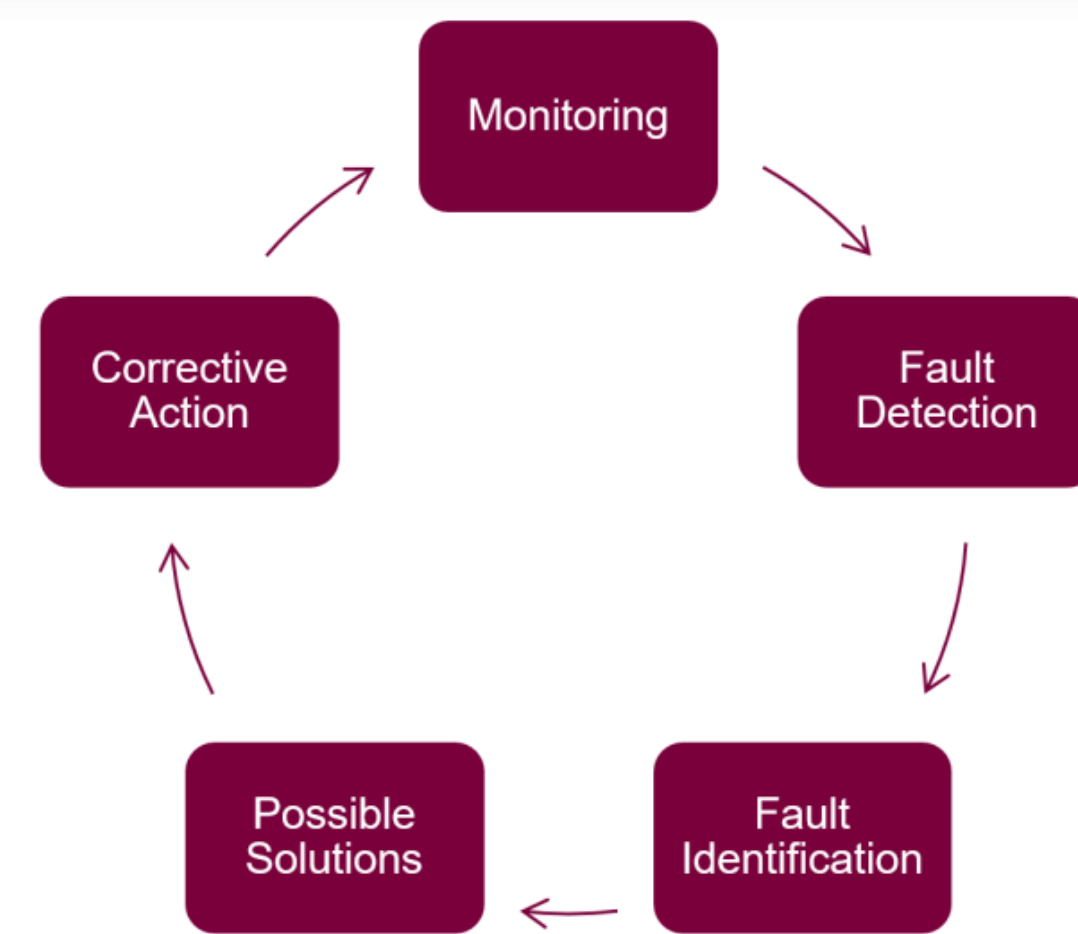 Monitoring
Fault
Detection
Fault
Identification
Possible
Solutions
Corrective
Action